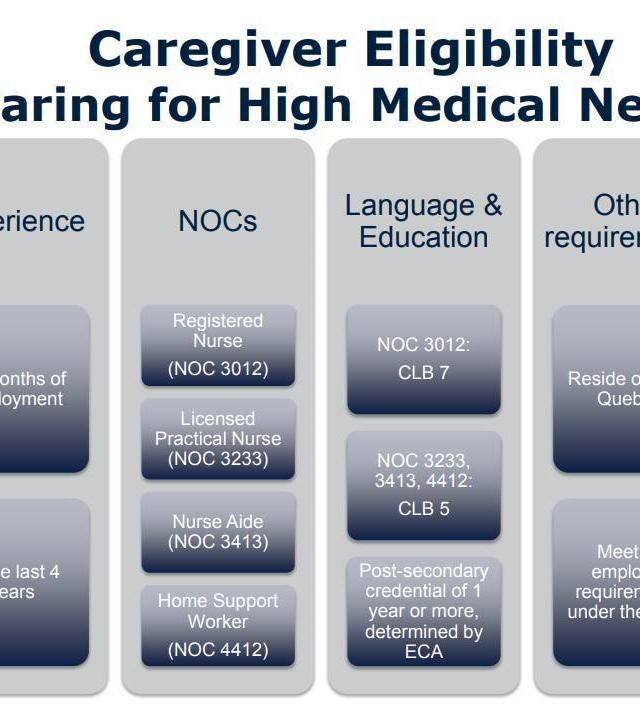 Caregiver Eligibility
aring for High Medical Ne
erience
onths of
loyment
e last 4
ears
NOCs
Registered
Nurse
(NOC 3012)
Licensed
Practical Nurse
(NOC 3233)
Nurse Aide
(NOC 3413)
Home Support
Worker
(NOC 4412)
Language &
Education
NOC 3012:
CLB 7
NOC 3233,
3413, 4412:
CLB 5
Post-secondary
credential of 1
year or more,
determined by
ECA
Oth
requirem
Reside o
Queb
Meet
emplo
requirem
under the